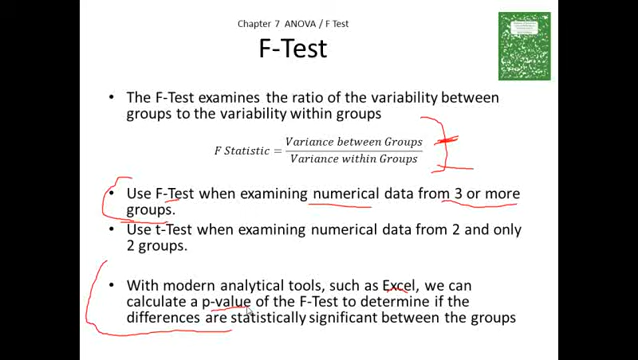 Chapter 7 ANOVA / F Test
F-Test
• The F-Test examines the ratio of the variability between
groups to the variability within groups
F Statistic = Variance between Groups / Variance within Groups
• Use F-Test when examining numerical data from 3 or more
groups.
• Use t-Test when examining numerical data from 2 and only
2 groups.
• With modern analytical tools, such as Excel, we can
calculate a p-value of the F-Test to determine if the
differences are statistically significant between the groups